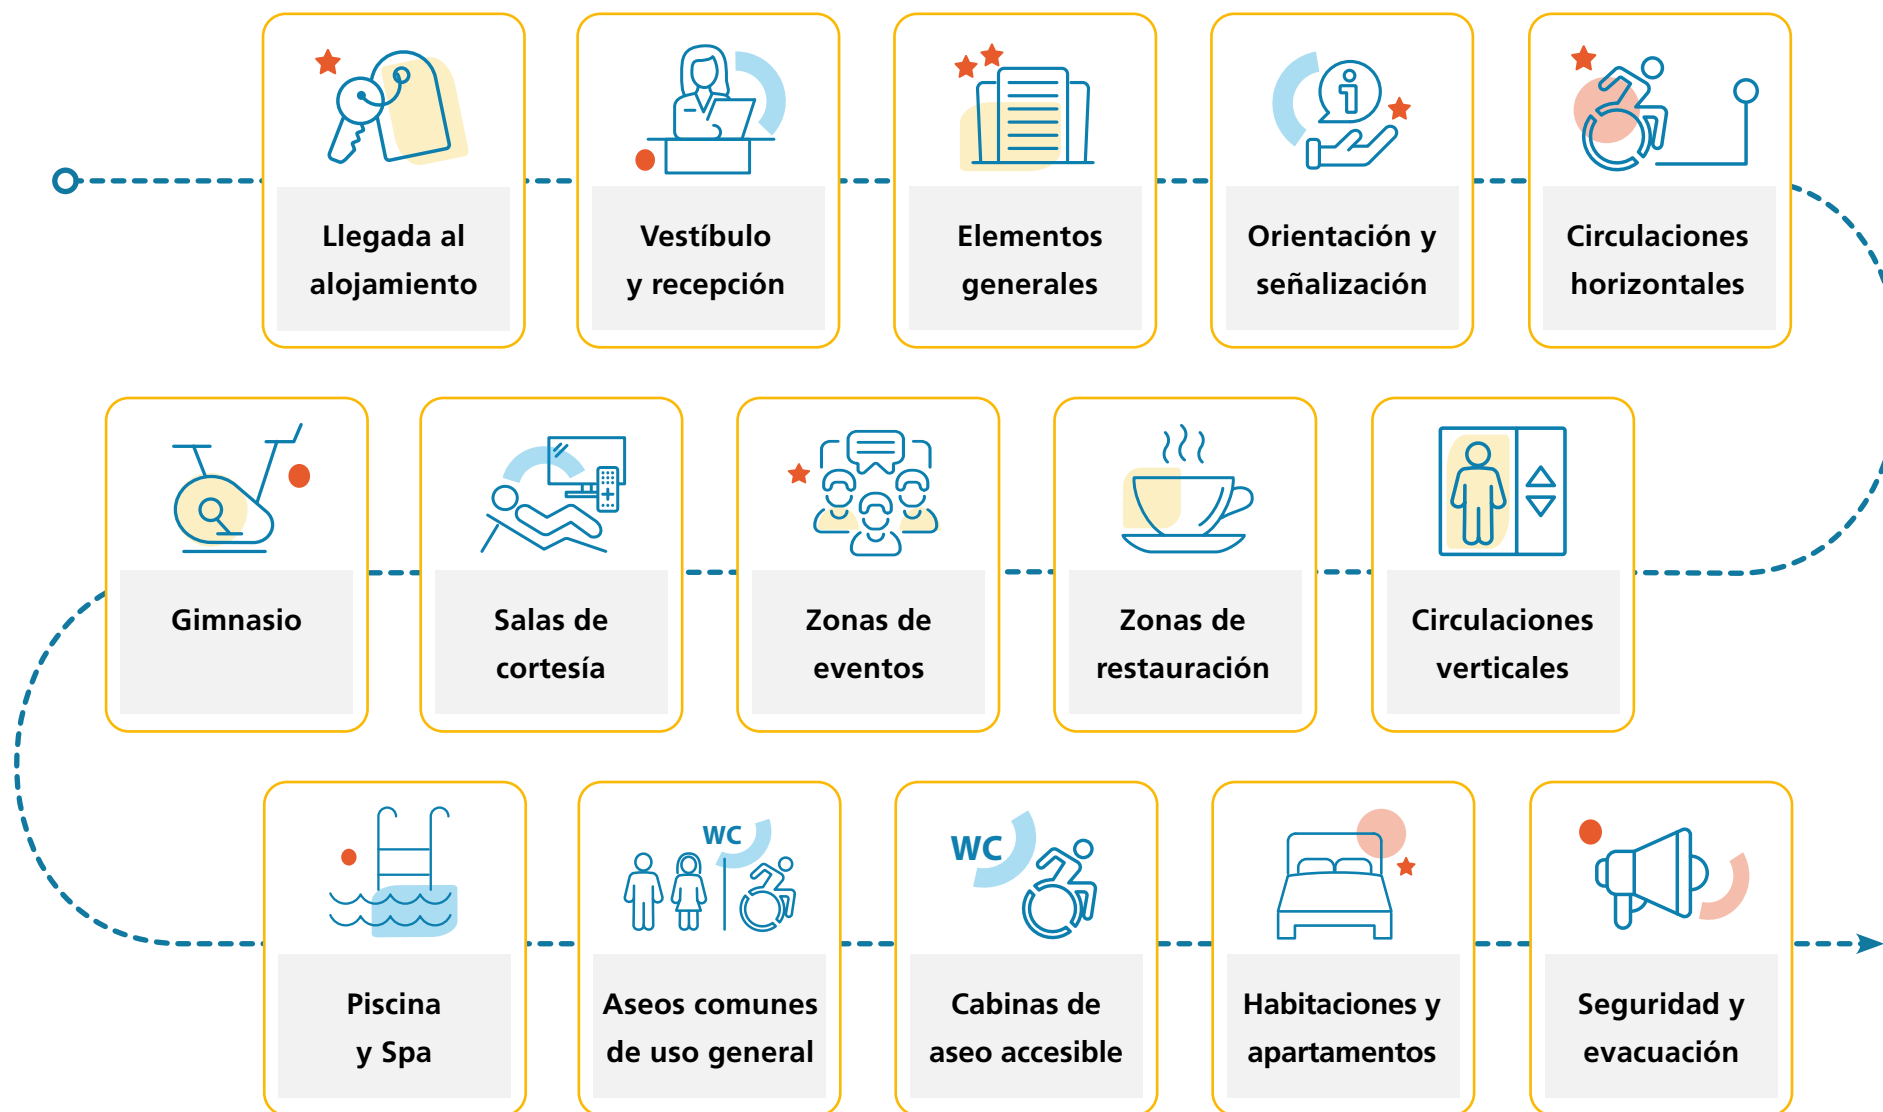 Llegada al
alojamiento
Vestíbulo
y recepción
Elementos
generales
Orientación y
señalización
Circulaciones
horizontales
Gimnasio
Salas de
cortesía
Zonas de
eventos
Zonas de
restauración
Circulaciones
verticales
Piscina
y Spa
WC
Aseos comunes
de uso general
WC
Cabinas de
aseo accesible
Habitaciones y
apartamentos
Seguridad y
evacuación